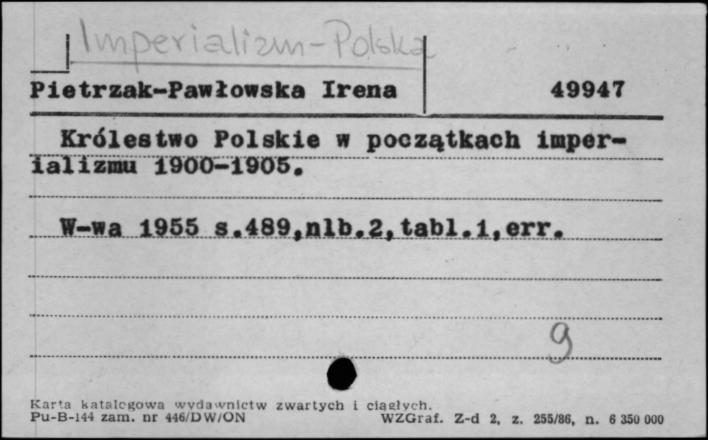 Imperializm-Polska
Pietrzak-Pawłowska Irena 49947
Królestwo Polskie w początkach imper-
ializmu 1900-1905.
W-wa 1955 s.489,nlb.2,tabl.1,err.
9
Karta katalogowa wydawnictw zwartych i ciągłych.
Pu-B-144 zam. nr 446/DW/ON WZGraf. Z-d 2, z. 255/86, n. 6 350 000